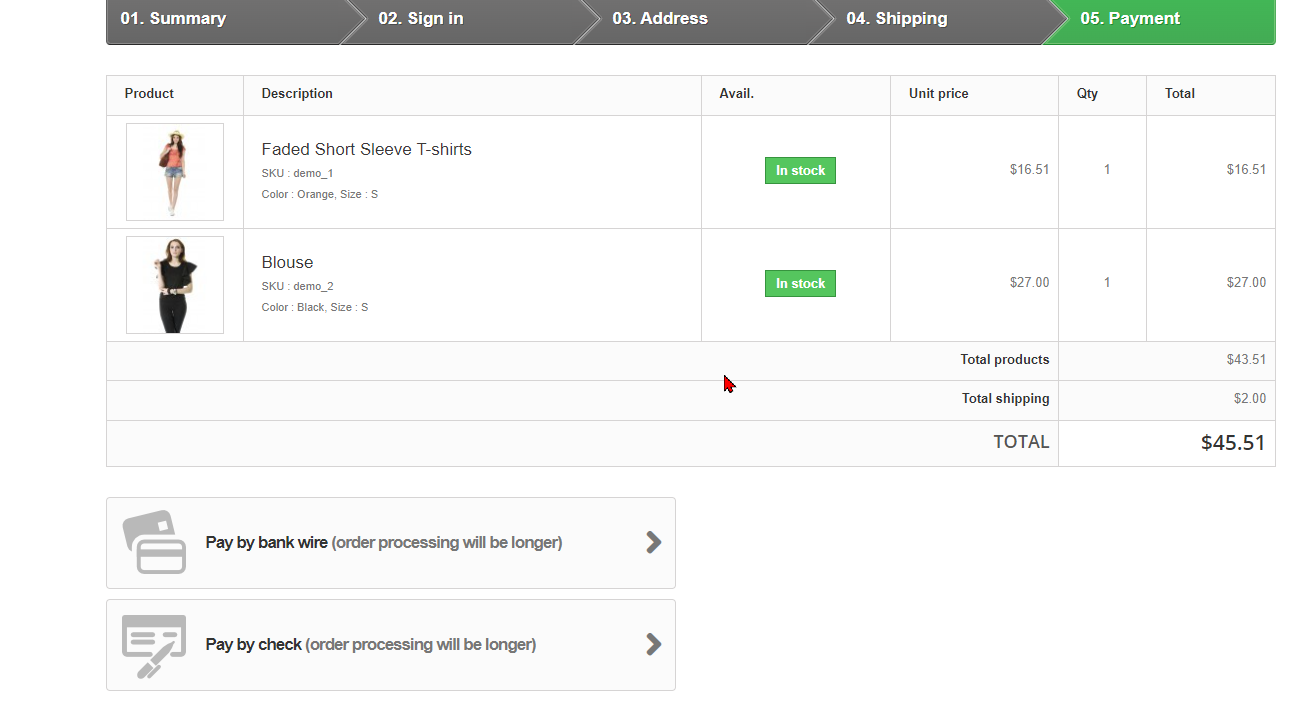 01. Summary 02. Sign in 03. Address 04. Shipping 05. Payment
Product Description Avail. Unit price Qty Total
Faded Short Sleeve T-shirts
SKU : demo_1
Color : Orange, Size : S
In stock $16.51 1 $16.51
Blouse
SKU : demo_2
Color : Black, Size : S
In stock $27.00 1 $27.00
Total products $43.51
Total shipping $2.00
TOTAL $45.51
Pay by bank wire (order processing will be longer)
Pay by check (order processing will be longer)